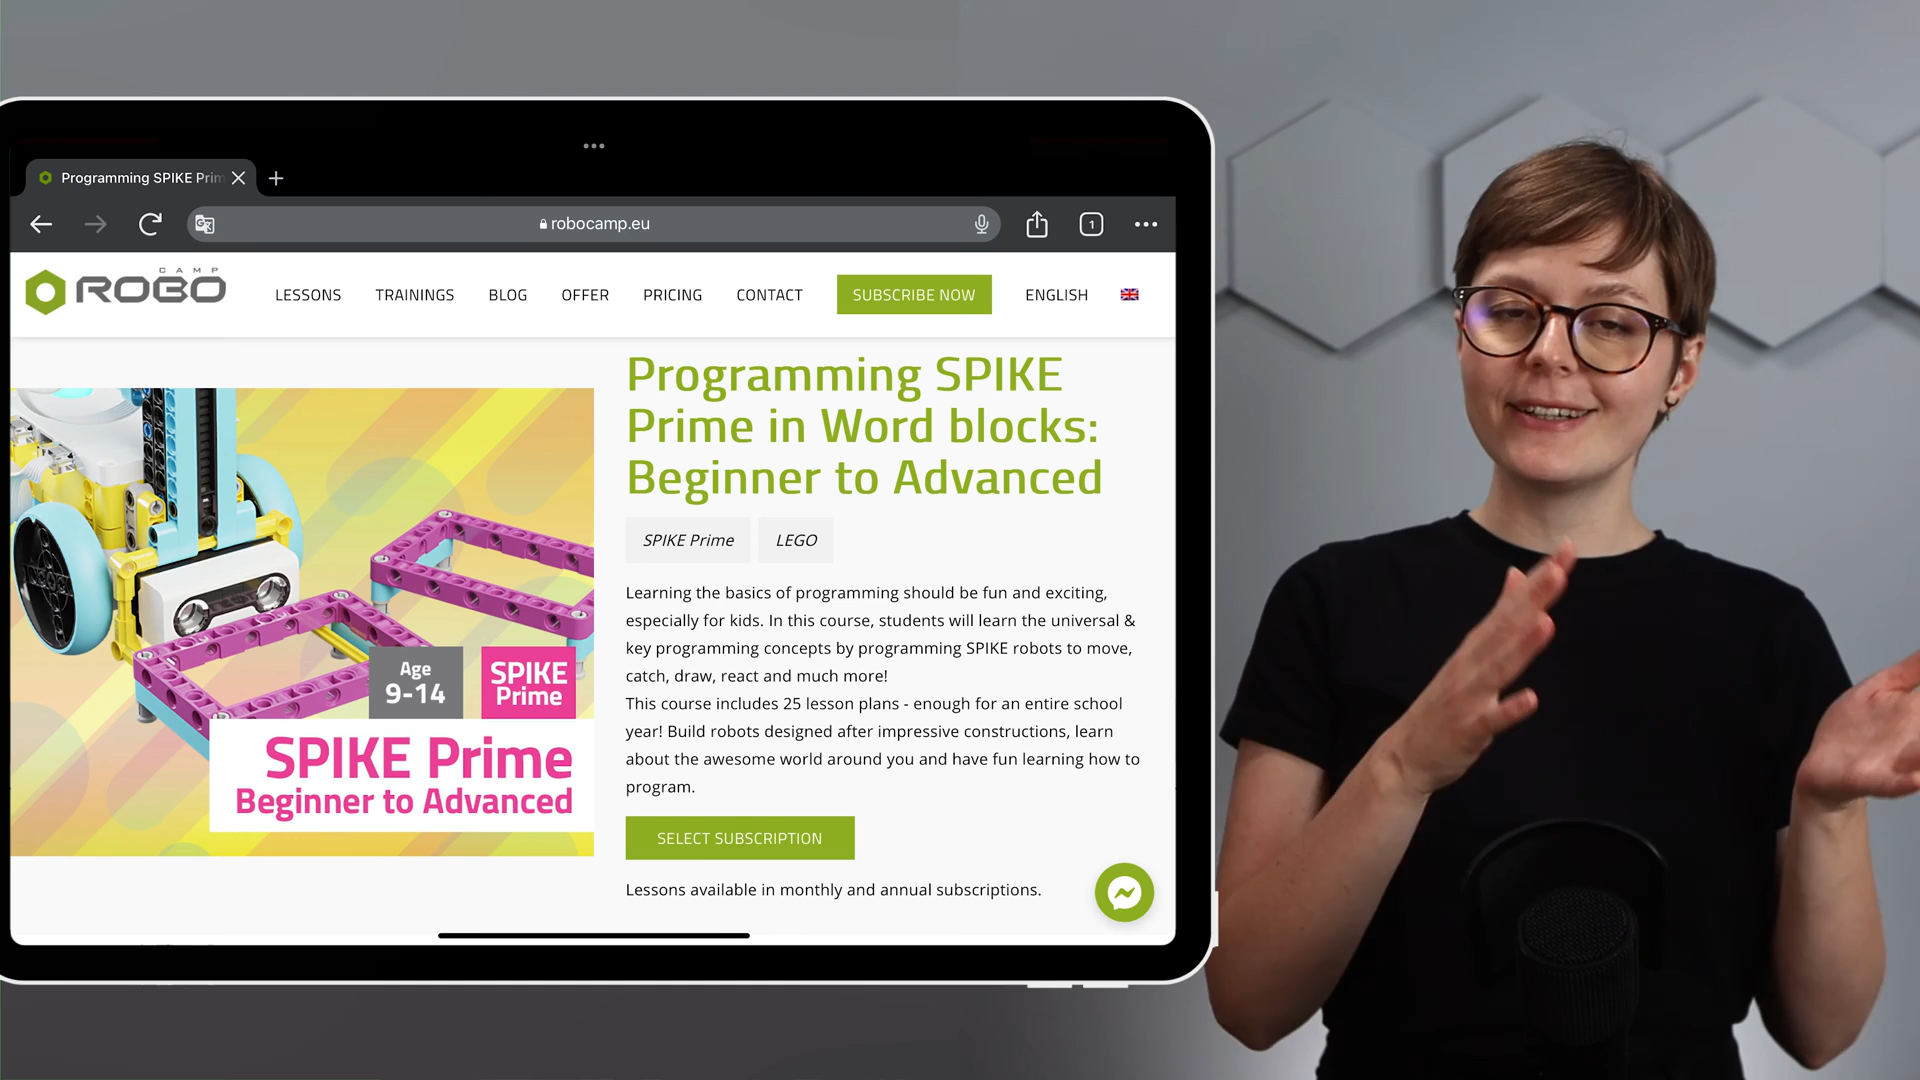 Programming SPIKE Prim
robocamp.eu
1
CAMP
ROBO
LESSONS TRAININGS BLOG OFFER PRICING CONTACT SUBSCRIBE NOW ENGLISH
Programming SPIKE
Prime in Word blocks:
Beginner to Advanced
SPIKE Prime LEGO
Learning the basics of programming should be fun and exciting,
especially for kids. In this course, students will learn the universal &
key programming concepts by programming SPIKE robots to move,
catch, draw, react and much more!
This course includes 25 lesson plans - enough for an entire school
year! Build robots designed after impressive constructions, learn
about the awesome world around you and have fun learning how to
program.
SELECT SUBSCRIPTION
Lessons available in monthly and annual subscriptions.
Age
9-14
SPIKE
Prime
SPIKE Prime
Beginner to Advanced